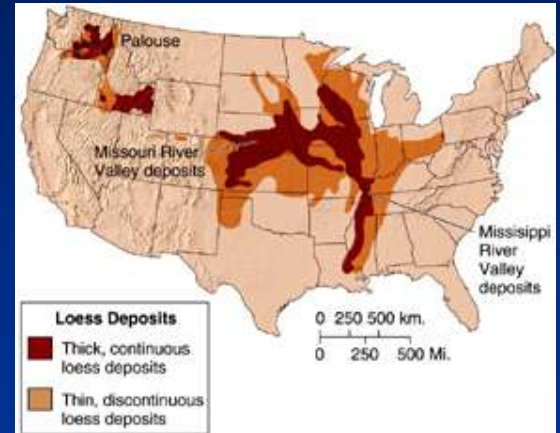 Palouse
Missouri River
Valley deposits
Missisippi
River
Valley
deposits
Loess Deposits
Thick, continuous
loess deposits
Thin, discontinuous
loess deposits
0 250 500 km.
0 250 500 Mi.